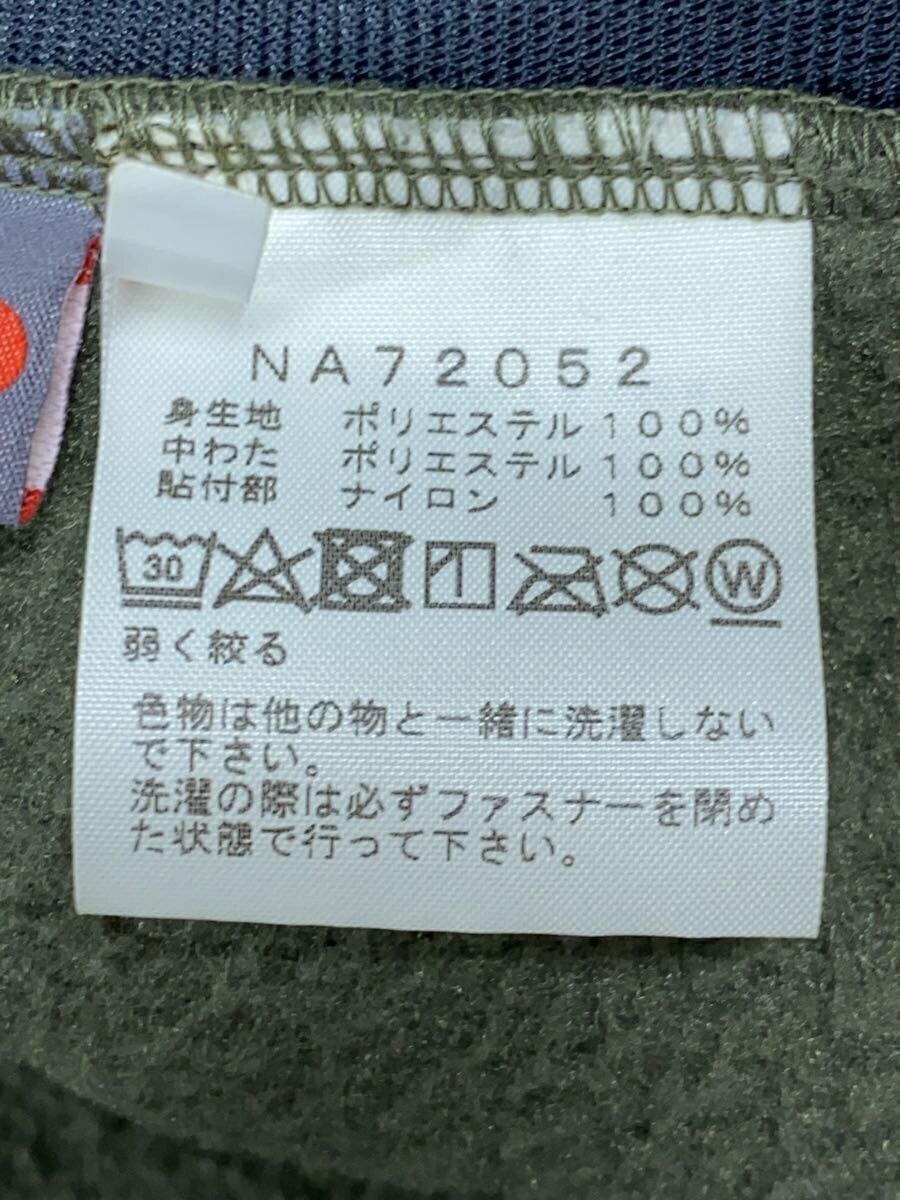 NA72052
身生地 ポリエステル 100%
中わた ポリエステル 100%
貼付部 ナイロン 100%
30 W
弱く絞る
色物は他の物と一緒に洗濯しない
で下さい。
洗濯の際は必ずファスナーを閉め
た状態で行って下さい。